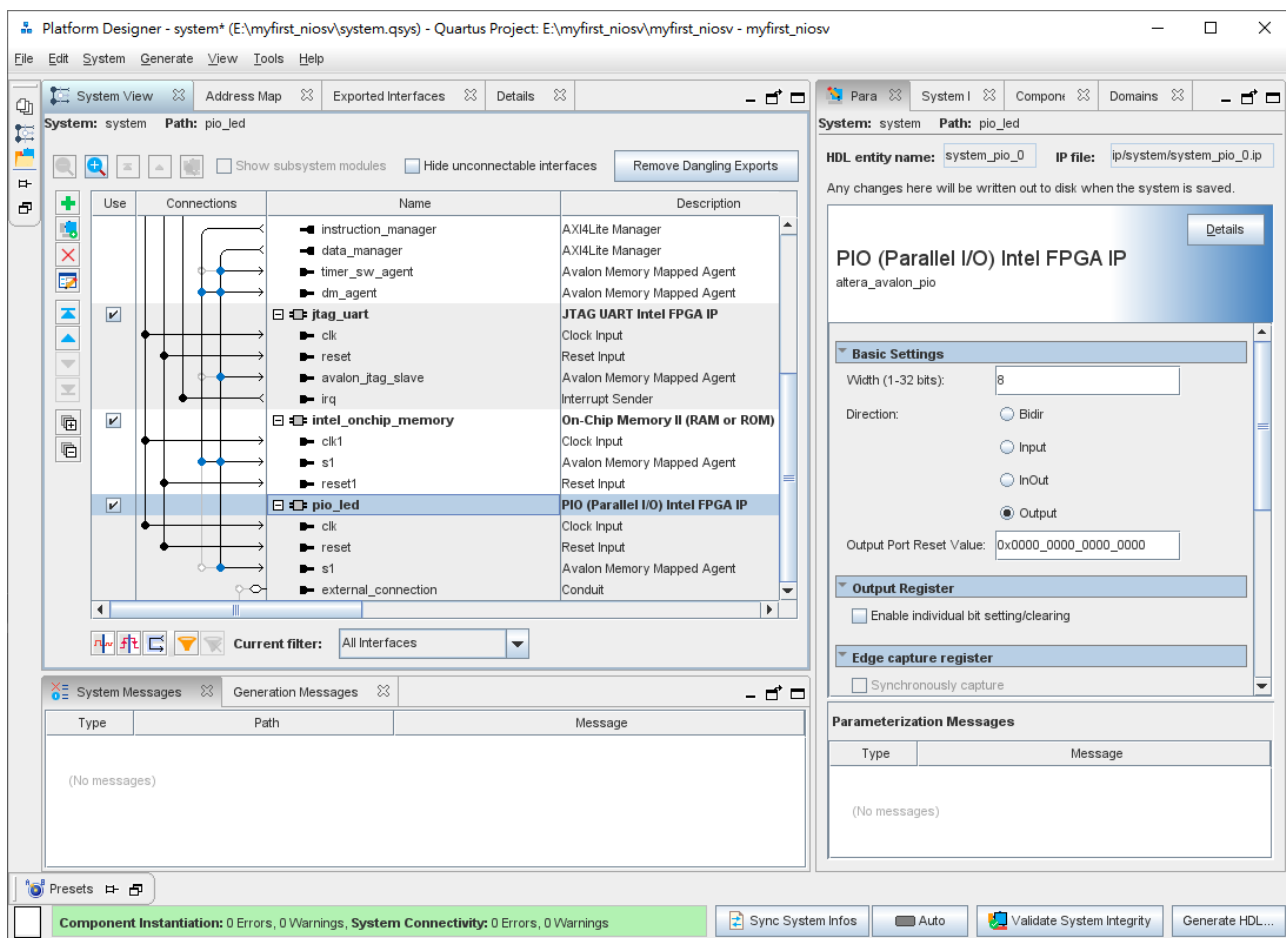 Platform Designer - system* (E:\myfirst_niosv\system.qsys) - Quartus Project: E:\myfirst_niosv\myfirst_niosv - myfirst_niosv
File Edit System Generate View Tools Help
System View Address Map Exported Interfaces Details
System: system Path: pio_led
Show subsystem modules Hide unconnectable interfaces Remove Dangling Exports
Use Connections Name Description
instruction_manager AXI4Lite Manager
data_manager AXI4Lite Manager
timer_sw_agent Avalon Memory Mapped Agent
dm_agent Avalon Memory Mapped Agent
jtag_uart JTAG UART Intel FPGA IP
clk Clock Input
reset Reset Input
avalon_jtag_slave Avalon Memory Mapped Agent
irq Interrupt Sender
intel_onchip_memory On-Chip Memory II (RAM or ROM)
clk1 Clock Input
s1 Avalon Memory Mapped Agent
reset1 Reset Input
pio_led PIO (Parallel I/O) Intel FPGA IP
clk Clock Input
reset Reset Input
s1 Avalon Memory Mapped Agent
external_connection Conduit
Current filter: All Interfaces
System Messages Generation Messages
Type Path Message
(No messages)
Para System I Compone Domains
System: system Path: pio_led
HDL entity name: system_pio_0 IP file: ip/system/system_pio_0.ip
Any changes here will be written out to disk when the system is saved.
Details
PIO (Parallel I/O) Intel FPGA IP
altera_avalon_pio
Basic Settings
Width (1-32 bits): 8
Direction: Bidir
Input
InOut
Output
Output Port Reset Value: 0x0000_0000_0000_0000
Output Register
Enable individual bit setting/clearing
Edge capture register
Synchronously capture
Parameterization Messages
Type Message
(No messages)
Presets
Component Instantiation: 0 Errors, 0 Warnings, System Connectivity: 0 Errors, 0 Warnings
Sync System Infos Auto Validate System Integrity Generate HDL...